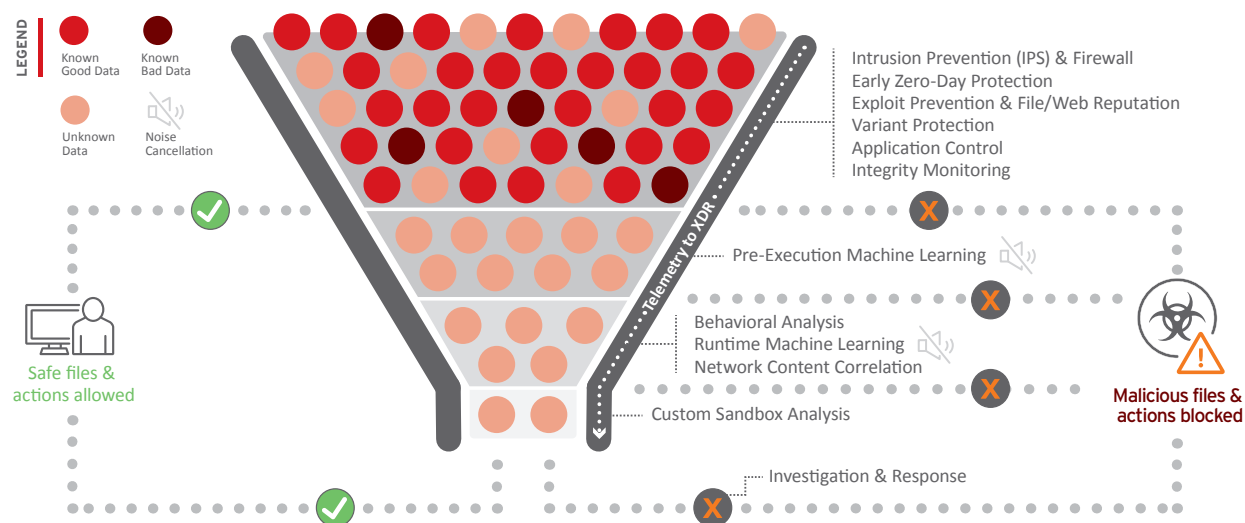 LEGEND
Known
Good Data
Known
Bad Data
Unknown
Data
Noise
Cancellation
Intrusion Prevention (IPS) & Firewall
Early Zero-Day Protection
Exploit Prevention & File/Web Reputation
Variant Protection
Application Control
Integrity Monitoring
X
Telemetry to XDR
Pre-Execution Machine Learning
X
Behavioral Analysis
Runtime Machine Learning
Network Content Correlation
X
Safe files &
actions allowed
Malicious files &
actions blocked
Custom Sandbox Analysis
Investigation & Response
X